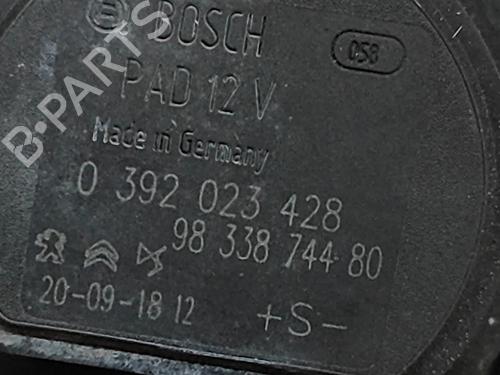 BOSCH
058
PAD 12 V
Made in Germany
0 392 023 428
98 338 744 80
20-09-18 12
+S-
B-PARTS